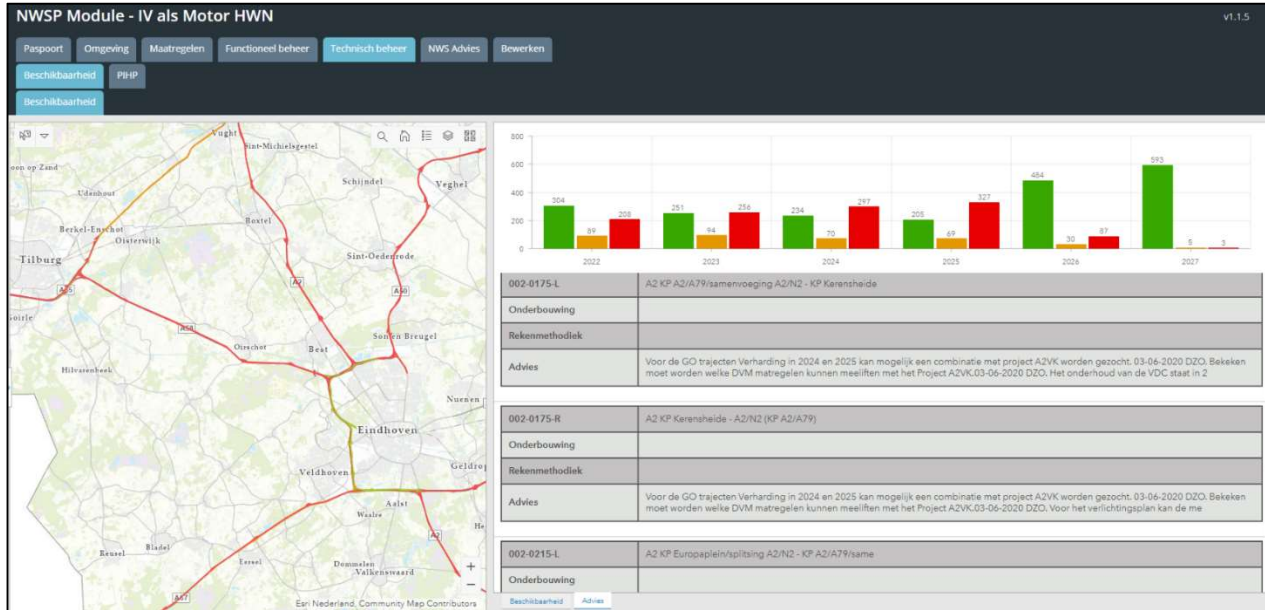 NWSP Module - IV als Motor HWN
v1.1.5
Paspoort Omgeving Maatregelen Functioneel beheer Technisch beheer NWS Advies Bewerken
Beschikbaarheid PIHP
Beschikbaarheid
Vught
Sint-Michielsgestel
oon op Zand
Schijndel
Veghel
Udenhout
Boxtel
Berkel-Enschot
Oisterwijk
Sint-Oedenrode
Tilburg
A2
A50
A65
Goirle
A58
Son en Breugel
Oirschot
Best
Hilvarenbeek
Nuenen
Eindhoven
Veldhoven
Geldrop
Aalst
Waalre
A2
He
Reusel
Bladel
Eersel
Dommelen
Valkenswaard
A67
Esri Nederland, Community Map Contributors
800
600
400
200
0
304 89 208
251 94 256
234 70 297
205 69 327
484 30 87
593 5 3
2022 2023 2024 2025 2026 2027
002-0175-L A2 KP A2/A79/samenvoeging A2/N2 - KP Kerensheide
Onderbouwing
Rekenmethodiek
Advies Voor de GO trajecten Verharding in 2024 en 2025 kan mogelijk een combinatie met project A2VK worden gezocht. 03-06-2020 DZO. Bekeken
moet worden welke DVM matregelen kunnen meeliften met het Project A2VK.03-06-2020 DZO. Het onderhoud van de VDC staat in 2
002-0175-R A2 KP Kerensheide - A2/N2 (KP A2/A79)
Onderbouwing
Rekenmethodiek
Advies Voor de GO trajecten Verharding in 2024 en 2025 kan mogelijk een combinatie met project A2VK worden gezocht. 03-06-2020 DZO. Bekeken
moet worden welke DVM matregelen kunnen meeliften met het Project A2VK.03-06-2020 DZO. Voor het verlichtingsplan kan de me
002-0215-L A2 KP Europaplein/splitsing A2/N2 - KP A2/A79/same
Onderbouwing
Beschikbaarheid Advies